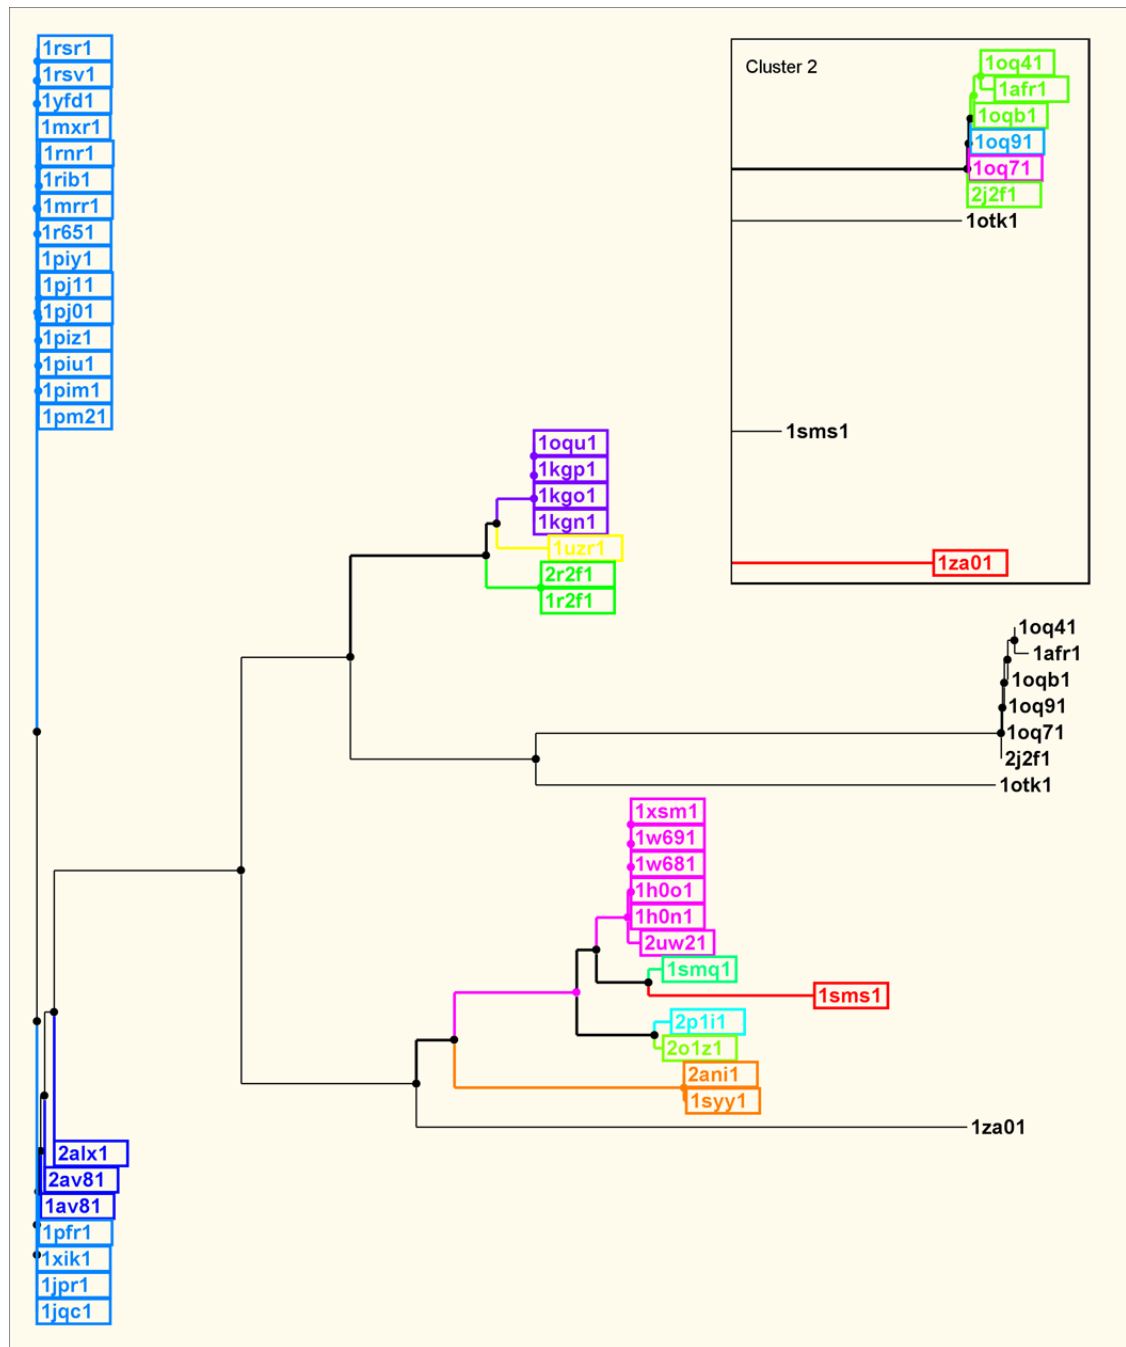 1rsr1
1rsv1
1yfd1
1mxr1
1rnr1
1rib1
1mrr1
1r651
1piy1
1pj11
1pj01
1piz1
1piu1
1pim1
1pm21
Cluster 2
1oq41
1afr1
1oqb1
1oq91
1oq71
2j2f1
1otk1
1sms1
1za01
1oqu1
1kgp1
1kgo1
1kgn1
1uzr1
2r2f1
1r2f1
1oq41
1afr1
1oqb1
1oq91
1oq71
2j2f1
1otk1
1xsm1
1w691
1w681
1h0o1
1h0n1
2uw21
1smq1
1sms1
2p1i1
2o1z1
2ani1
1syy1
1za01
2alx1
2av81
1av81
1pfr1
1xik1
1jpr1
1jqc1